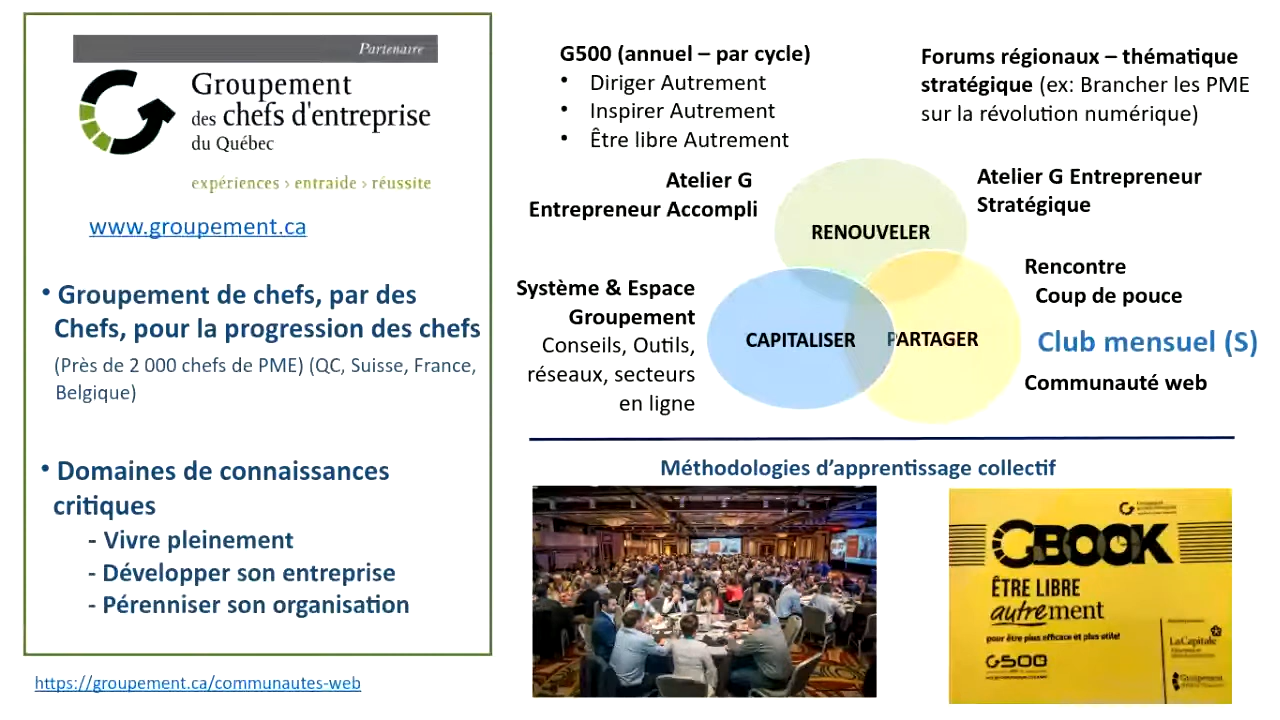 Partenaire
Groupement
des chefs d'entreprise
du Québec
expériences › entraide › réussite
www.groupement.ca
• Groupement de chefs, par des
Chefs, pour la progression des chefs
(Près de 2 000 chefs de PME) (QC, Suisse, France,
Belgique)
• Domaines de connaissances
critiques
- Vivre pleinement
- Développer son entreprise
- Pérenniser son organisation
https://groupement.ca/communautes-web
G500 (annuel – par cycle)
• Diriger Autrement
• Inspirer Autrement
• Être libre Autrement
Forums régionaux – thématique
stratégique (ex: Brancher les PME
sur la révolution numérique)
Atelier G
Entrepreneur Accompli
Atelier G Entrepreneur
Stratégique
RENOUVELER
Système & Espace
Groupement
Conseils, Outils,
réseaux, secteurs
en ligne
CAPITALISER
PARTAGER
Rencontre
Coup de pouce
Club mensuel (S)
Communauté web
Méthodologies d’apprentissage collectif
GBOOK
ÊTRE LIBRE
autrement
pour être plus efficace et plus utile!
G500
LaCapitale
Groupement